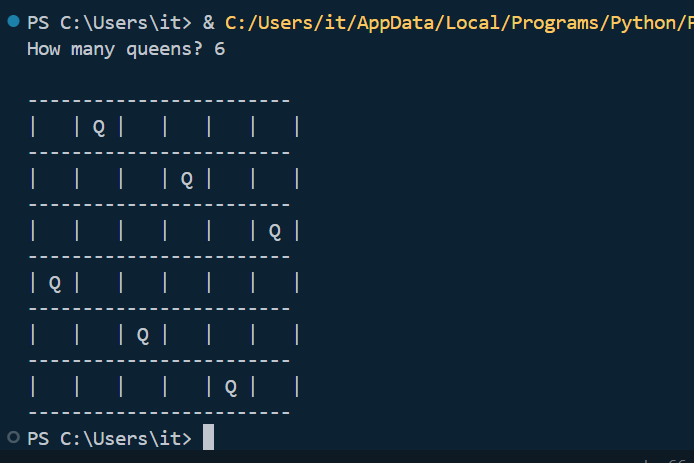 PS C:\Users\it> & C:/Users/it/AppData/Local/Programs/Python/
How many queens? 6
------------------------
|   | Q |   |   |   |   |
------------------------
|   |   |   | Q |   |   |
------------------------
|   |   |   |   |   | Q |
------------------------
| Q |   |   |   |   |   |
------------------------
|   |   | Q |   |   |   |
------------------------
|   |   |   |   | Q |   |
------------------------
PS C:\Users\it>